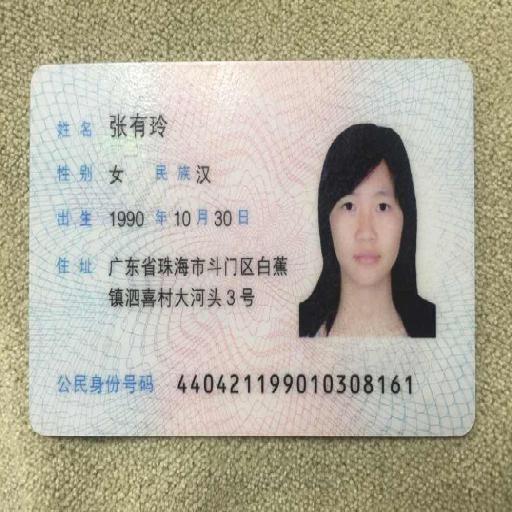 姓名 张有玲
性别 女 民族 汉
出生 1990 年 10 月 30 日
住址 广东省珠海市斗门区白蕉
镇泗喜村大河头3号
公民身份号码 440421199010308161